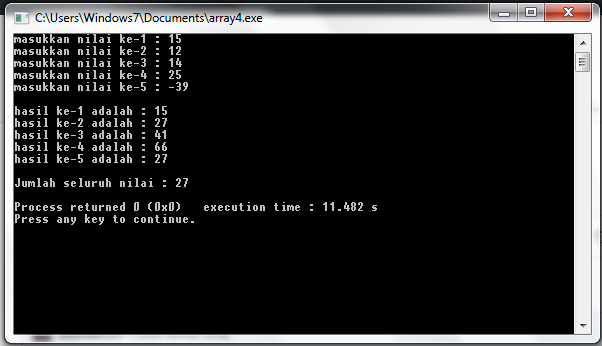 C:\Users\Windows7\Documents\array4.exe
masukkan nilai ke-1 : 15
masukkan nilai ke-2 : 12
masukkan nilai ke-3 : 14
masukkan nilai ke-4 : 25
masukkan nilai ke-5 : -39
hasil ke-1 adalah : 15
hasil ke-2 adalah : 27
hasil ke-3 adalah : 41
hasil ke-4 adalah : 66
hasil ke-5 adalah : 27
Jumlah seluruh nilai : 27
Process returned 0 (0x0)   execution time : 11.482 s
Press any key to continue.